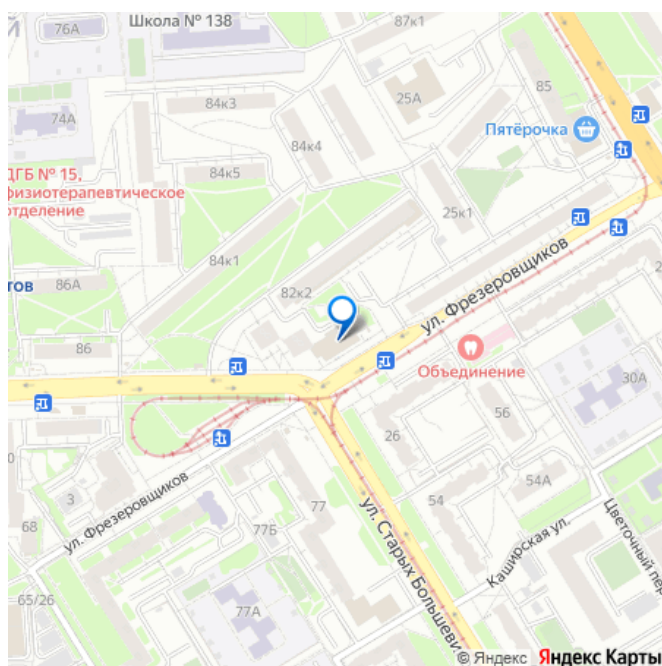 76А
Школа № 138
87к1
84к3
25А
85
74А
Пятёрочка
84к4
ДГБ № 15,
физиотерапевтическое
отделение
84к5
25к1
84к1
ул. Фрезеровщиков
тов
86А
82к2
86
Объединение
30А
56
26
3
ул. Фрезеровщиков
77
54А
68
77Б
54
ул. Старых Большеви
Каширская ул.
Цветочный пер
65/26
77А
© Яндекс Яндекс Карты